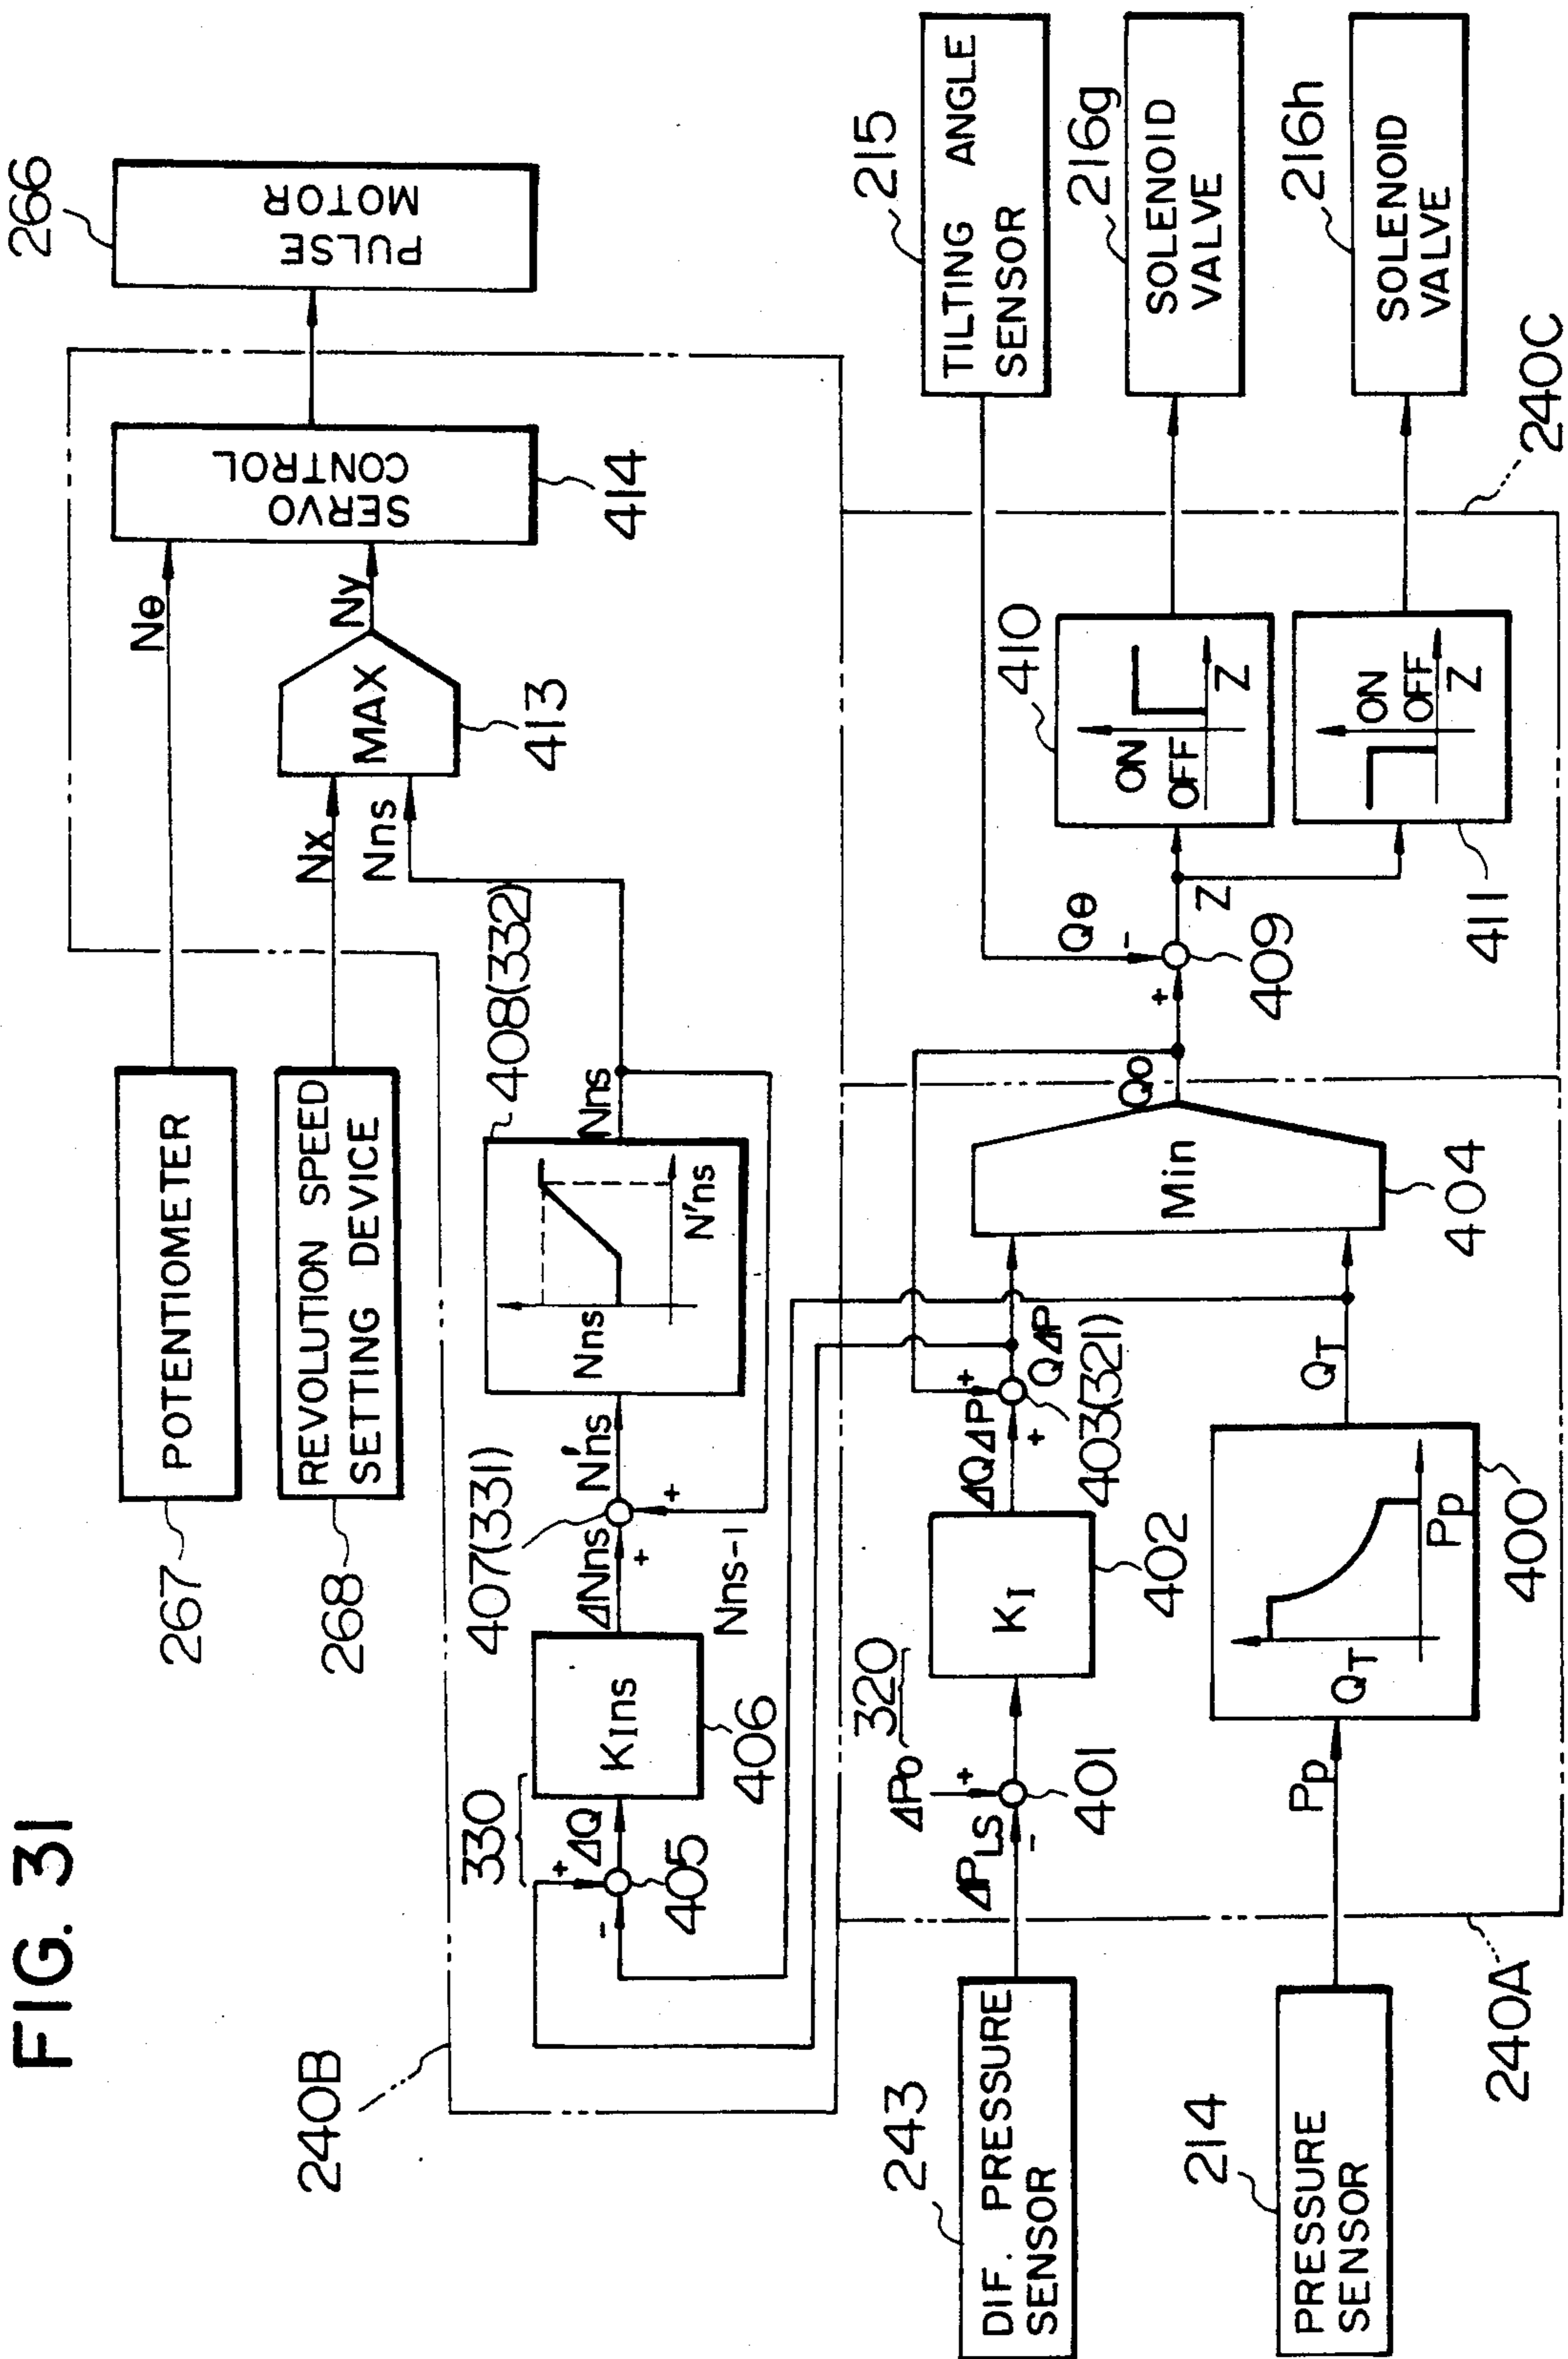 FIG. 31
266
PULSE
MOTOR
SERVO
CONTROL
414
Nθ
Ny
MAX
413
Nx
Nns
POTENTIOMETER
267
REVOLUTION SPEED
SETTING DEVICE
268
408(332)
Nns
Nns
N'ns
N'ns
407(331)
+
+
ΔNns
Nns-1
KIns
406
330
ΔQ
+
-
405
240B
215
TILTING ANGLE
SENSOR
216g
SOLENOID
VALVE
216h
SOLENOID
VALVE
240C
410
ON
OFF
Z
ON
OFF
Z
411
Qθ
-
+
Z
409
Qo
Min
404
QΔP
+
+
ΔQΔP
403(321)
KI
402
320
ΔPo
+
-
ΔPLS
401
QT
QT
Pp
400
Pp
243
DIF. PRESSURE
SENSOR
214
PRESSURE
SENSOR
240A